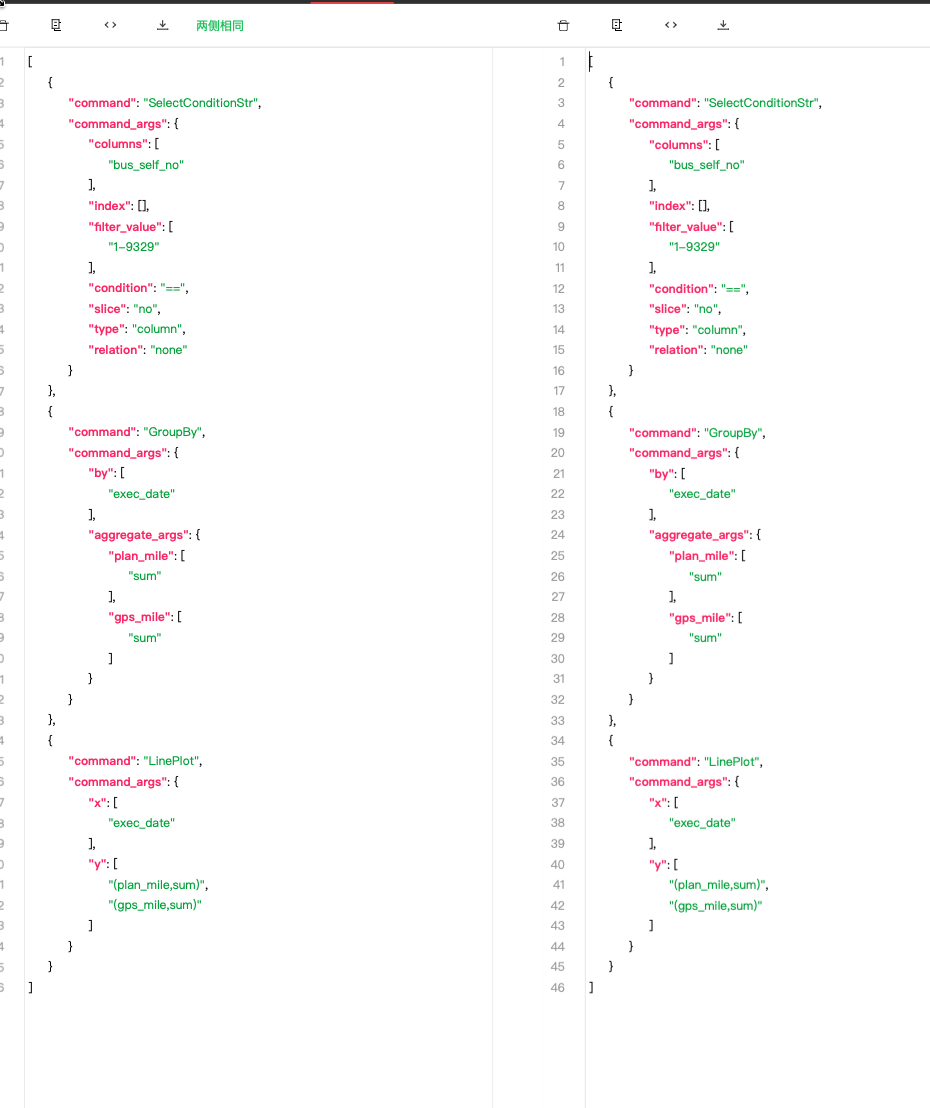 两侧相同
[
{
"command": "SelectConditionStr",
"command_args": {
"columns": [
"bus_self_no"
],
"index": [],
"filter_value": [
"1-9329"
],
"condition": "==",
"slice": "no",
"type": "column",
"relation": "none"
}
},
{
"command": "GroupBy",
"command_args": {
"by": [
"exec_date"
],
"aggregate_args": {
"plan_mile": [
"sum"
],
"gps_mile": [
"sum"
]
}
}
},
{
"command": "LinePlot",
"command_args": {
"x": [
"exec_date"
],
"y": [
"(plan_mile,sum)",
"(gps_mile,sum)"
]
}
}
]
1 [
2 {
3 "command": "SelectConditionStr",
4 "command_args": {
5 "columns": [
6 "bus_self_no"
7 ],
8 "index": [],
9 "filter_value": [
10 "1-9329"
11 ],
12 "condition": "==",
13 "slice": "no",
14 "type": "column",
15 "relation": "none"
16 }
17 },
18 {
19 "command": "GroupBy",
20 "command_args": {
21 "by": [
22 "exec_date"
23 ],
24 "aggregate_args": {
25 "plan_mile": [
26 "sum"
27 ],
28 "gps_mile": [
29 "sum"
30 ]
31 }
32 }
33 },
34 {
35 "command": "LinePlot",
36 "command_args": {
37 "x": [
38 "exec_date"
39 ],
40 "y": [
41 "(plan_mile,sum)",
42 "(gps_mile,sum)"
43 ]
44 }
45 }
46 ]